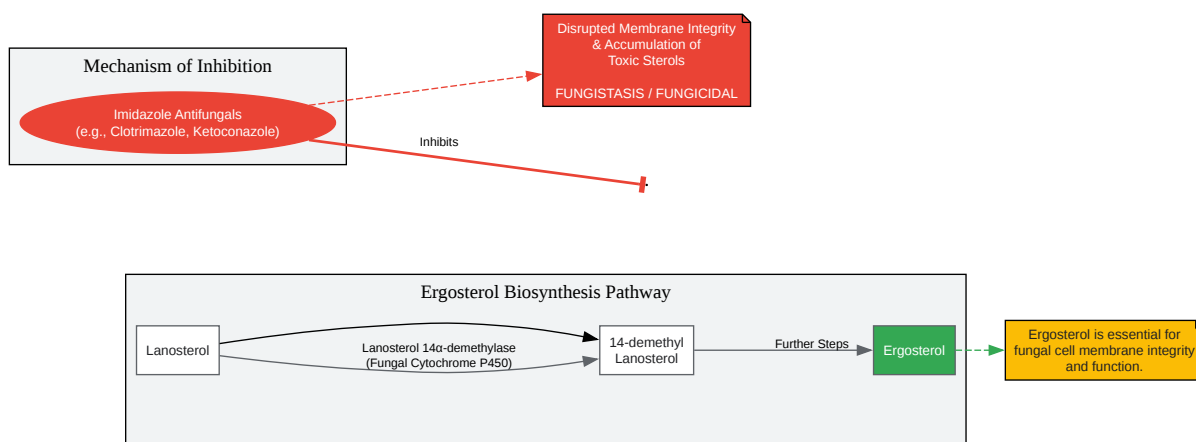 Disrupted Membrane Integrity
& Accumulation of
Toxic Sterols
FUNGISTASIS / FUNGICIDAL
Mechanism of Inhibition
Imidazole Antifungals
(e.g., Clotrimazole, Ketoconazole)
Inhibits
Ergosterol Biosynthesis Pathway
Lanosterol
Lanosterol 14α-demethylase
(Fungal Cytochrome P450)
14-demethyl
Lanosterol
Further Steps
Ergosterol
Ergosterol is essential for
fungal cell membrane integrity
and function.